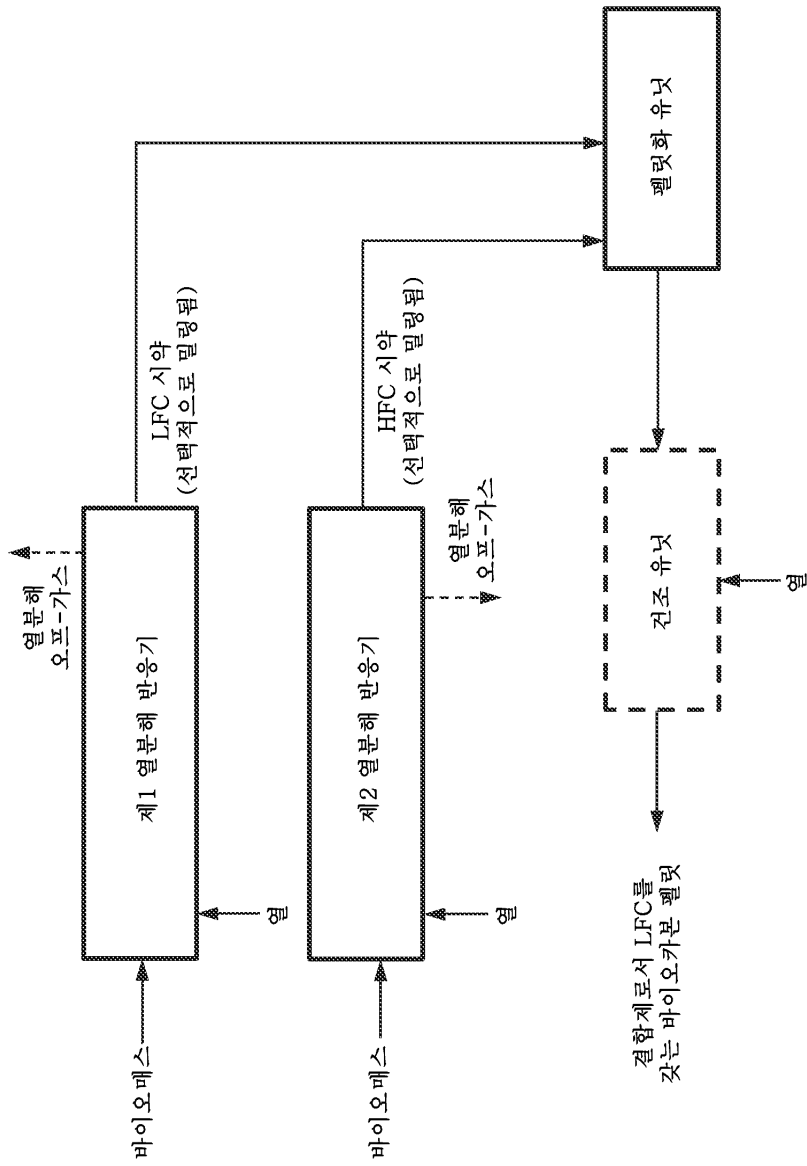 바이오매스
제1 열분해 반응기
열
열분해
오프-가스
LFC 시약
(선택적으로 밀링됨)
바이오매스
제2 열분해 반응기
열
열분해
오프-가스
HFC 시약
(선택적으로 밀링됨)
펠릿화 유닛
건조 유닛
열
결합제로서 LFC를
갖는 바이오카본 펠릿